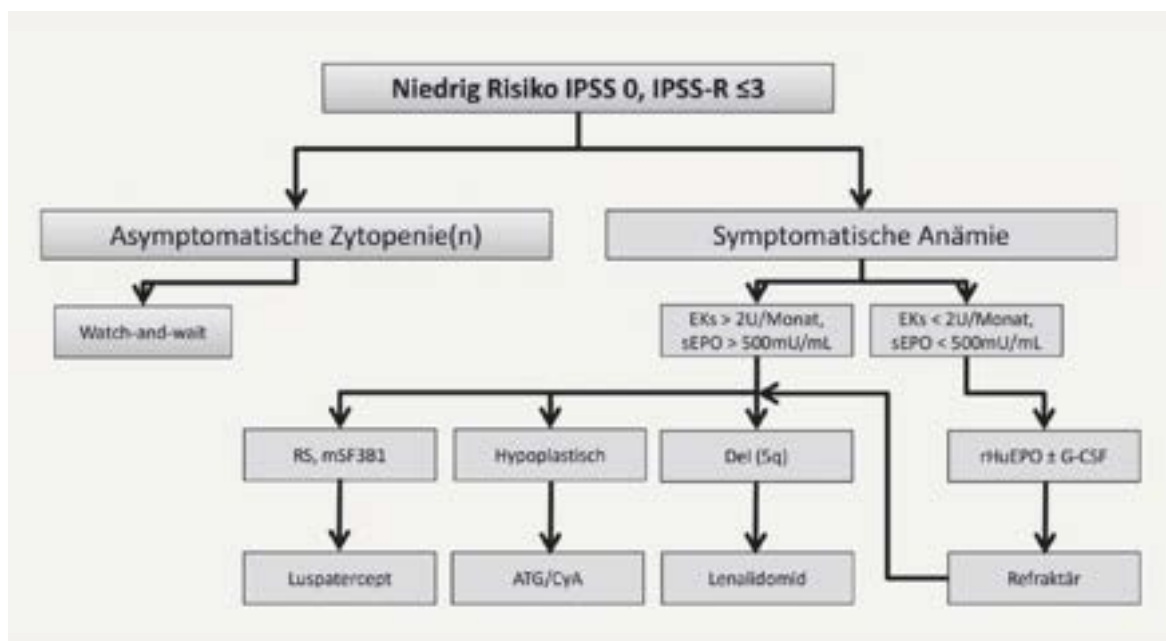 Niedrig Risiko IPSS 0, IPSS-R ≤3
Asymptomatische Zytopenie(n)
Symptomatische Anämie
Watch-and-wait
EKs > 2U/Monat,
sEPO > 500mU/mL
EKs < 2U/Monat,
sEPO < 500mU/mL
RS, mSF3B1
Hypoplastisch
Del (5q)
rHuEPO ± G-CSF
Luspatercept
ATG/CyA
Lenalidomid
Refraktär